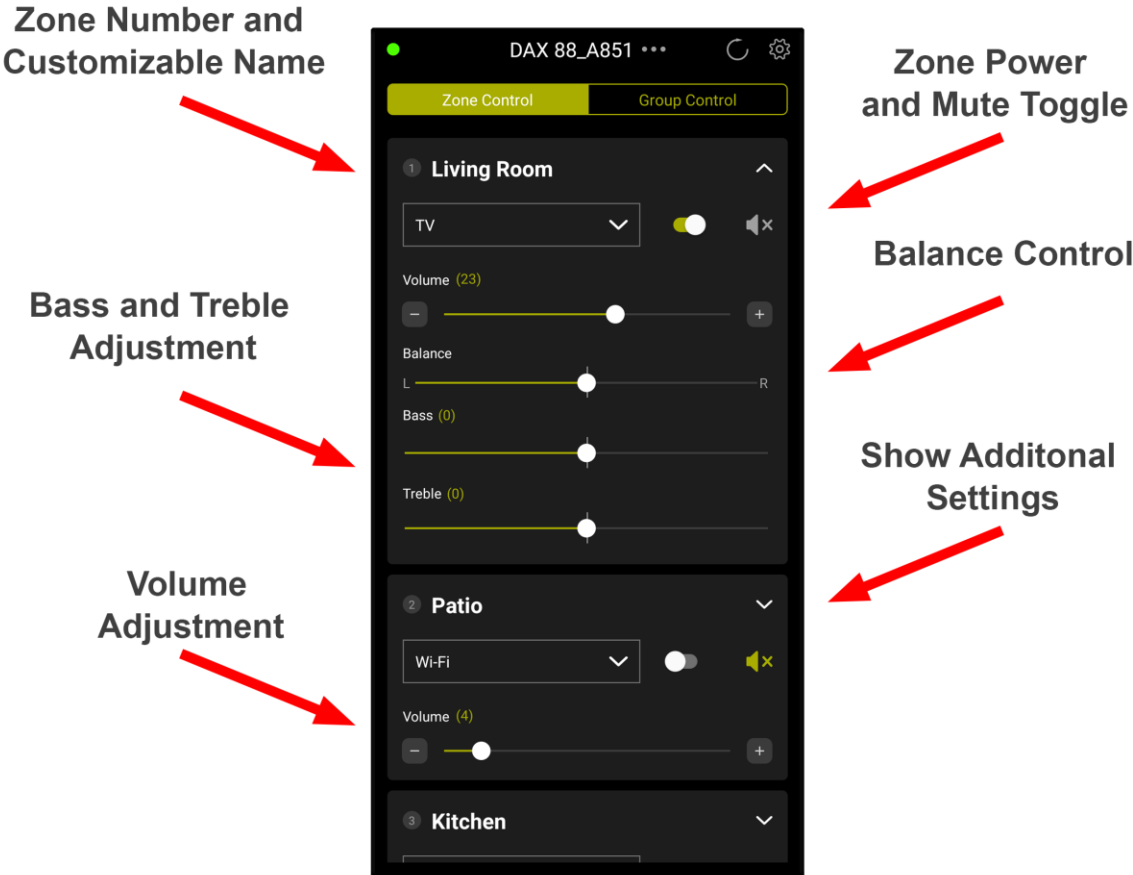 Zone Number and
Customizable Name
DAX 88_A851 •••
Zone Control
Group Control
Zone Power
and Mute Toggle
1 Living Room
TV
Volume (23)
− +
Balance Control
Balance
L R
Bass and Treble
Adjustment
Bass (0)
Treble (0)
Show Additonal
Settings
2 Patio
Wi-Fi
Volume
Adjustment
Volume (4)
− +
3 Kitchen